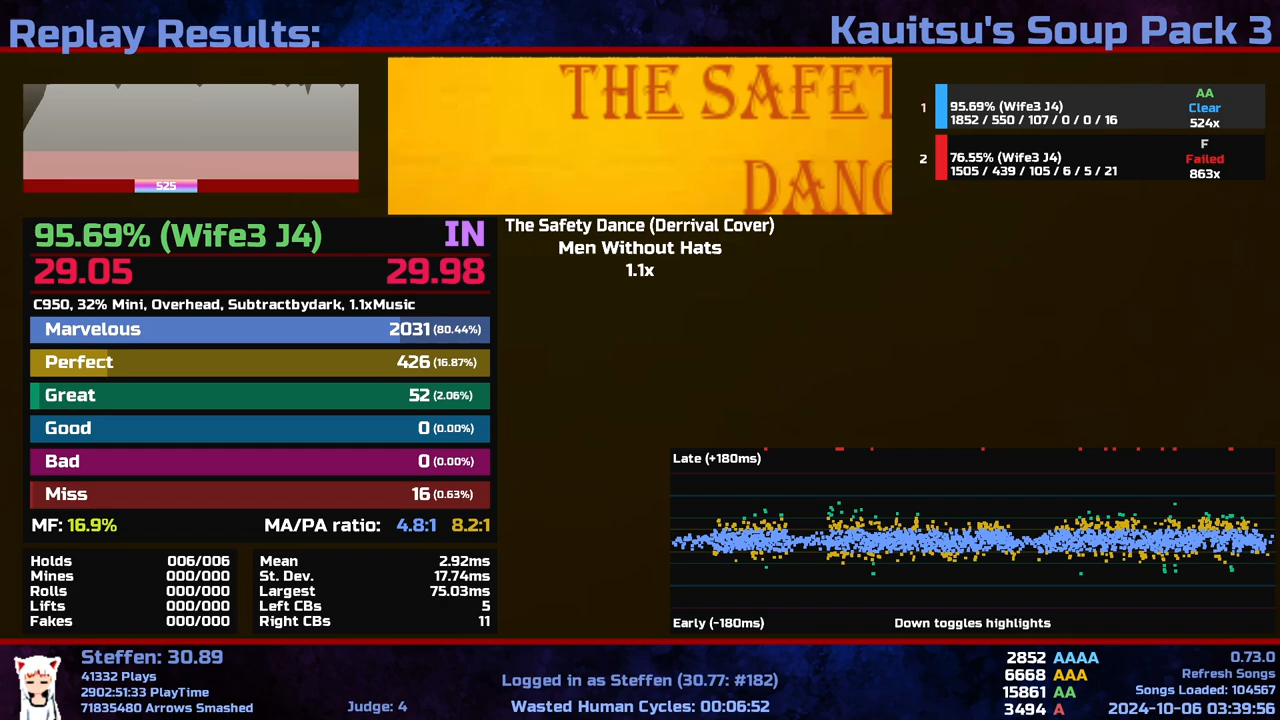 Replay Results:
Kauitsu's Soup Pack 3
525
THE SAFET
DANC
1
95.69% (Wife3 J4)
1852 / 550 / 107 / 0 / 0 / 16
AA
Clear
524x
2
76.55% (Wife3 J4)
1505 / 439 / 105 / 6 / 5 / 21
F
Failed
863x
95.69% (Wife3 J4) IN
29.05 29.98
C950, 32% Mini, Overhead, Subtractbydark, 1.1xMusic
The Safety Dance (Derrival Cover)
Men Without Hats
1.1x
Marvelous 2031 (80.44%)
Perfect 426 (16.87%)
Great 52 (2.06%)
Good 0 (0.00%)
Bad 0 (0.00%)
Miss 16 (0.63%)
MF: 16.9% MA/PA ratio: 4.8:1 8.2:1
Holds 006/006
Mines 000/000
Rolls 000/000
Lifts 000/000
Fakes 000/000
Mean 2.92ms
St. Dev. 17.74ms
Largest 75.03ms
Left CBs 5
Right CBs 11
Late (+180ms)
Early (-180ms)
Down toggles highlights
Steffen: 30.89
41332 Plays
2902:51:33 PlayTime
71835480 Arrows Smashed
Judge: 4
Logged in as Steffen (30.77: #182)
Wasted Human Cycles: 00:06:52
2852 AAAA
6668 AAA
15861 AA
3494 A
0.73.0
Refresh Songs
Songs Loaded: 104567
2024-10-06 03:39:56